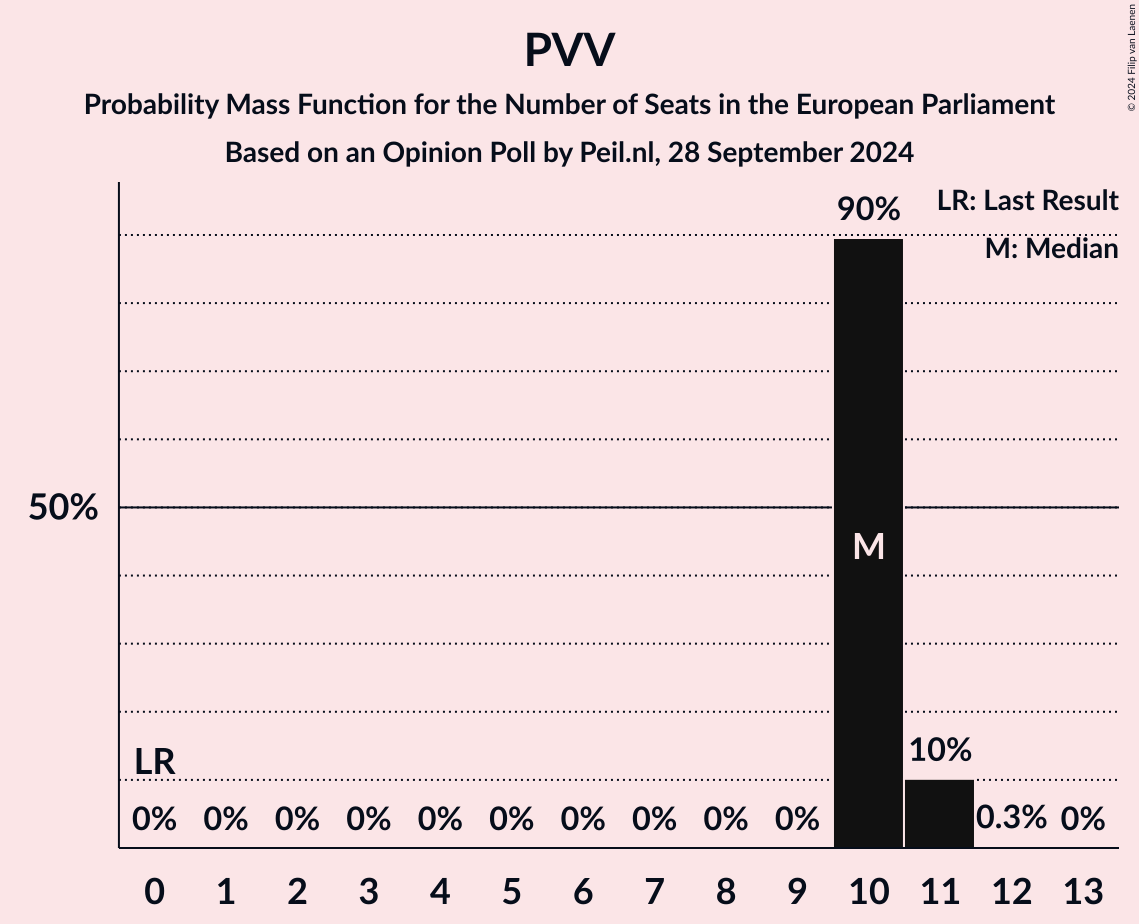 PVV
Probability Mass Function for the Number of Seats in the European Parliament
Based on an Opinion Poll by Peil.nl, 28 September 2024
© 2024 Filip van Laenen
LR: Last Result
M: Median
90%
50%
M
LR
10%
0% 0% 0% 0% 0% 0% 0% 0% 0% 0% 0.3% 0%
0 1 2 3 4 5 6 7 8 9 10 11 12 13